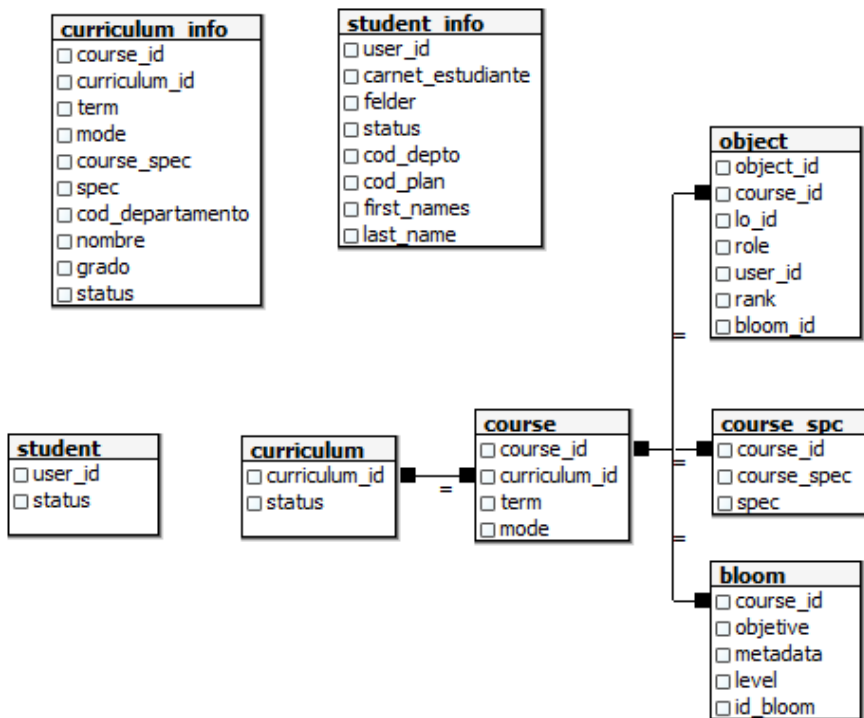 curriculum_info
course_id
curriculum_id
term
mode
course_spec
spec
cod_departamento
nombre
grado
status
student_info
user_id
carnet_estudiante
felder
status
cod_depto
cod_plan
first_names
last_name
object
object_id
course_id
lo_id
role
user_id
rank
bloom_id
=
student
user_id
status
curriculum
curriculum_id
status
=
course
course_id
curriculum_id
term
mode
course_spc
course_id
course_spec
spec
=
=
bloom
course_id
objetive
metadata
level
id_bloom